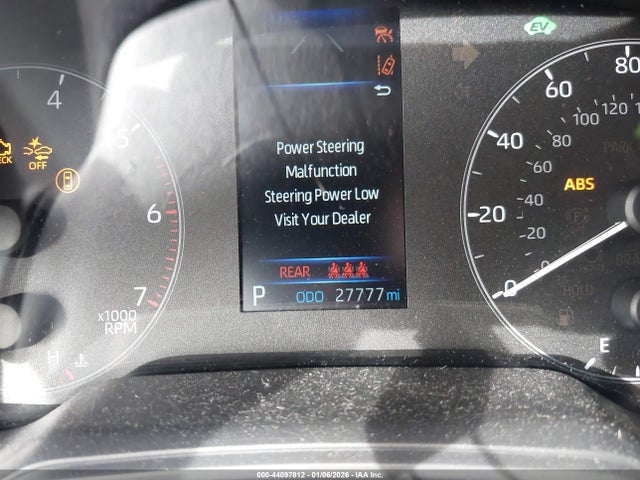 EV
80
60
4
100
120
Power Steering
Malfunction
Steering Power Low
Visit Your Dealer
5
40
80
CHECK
OFF
60
ABS
6
20
40
20
REAR
7
x1000
RPM
P
ODO
27777 mi
0
HOLD
H
E
000-44097812 | 01/06/2026 - IAA Inc.